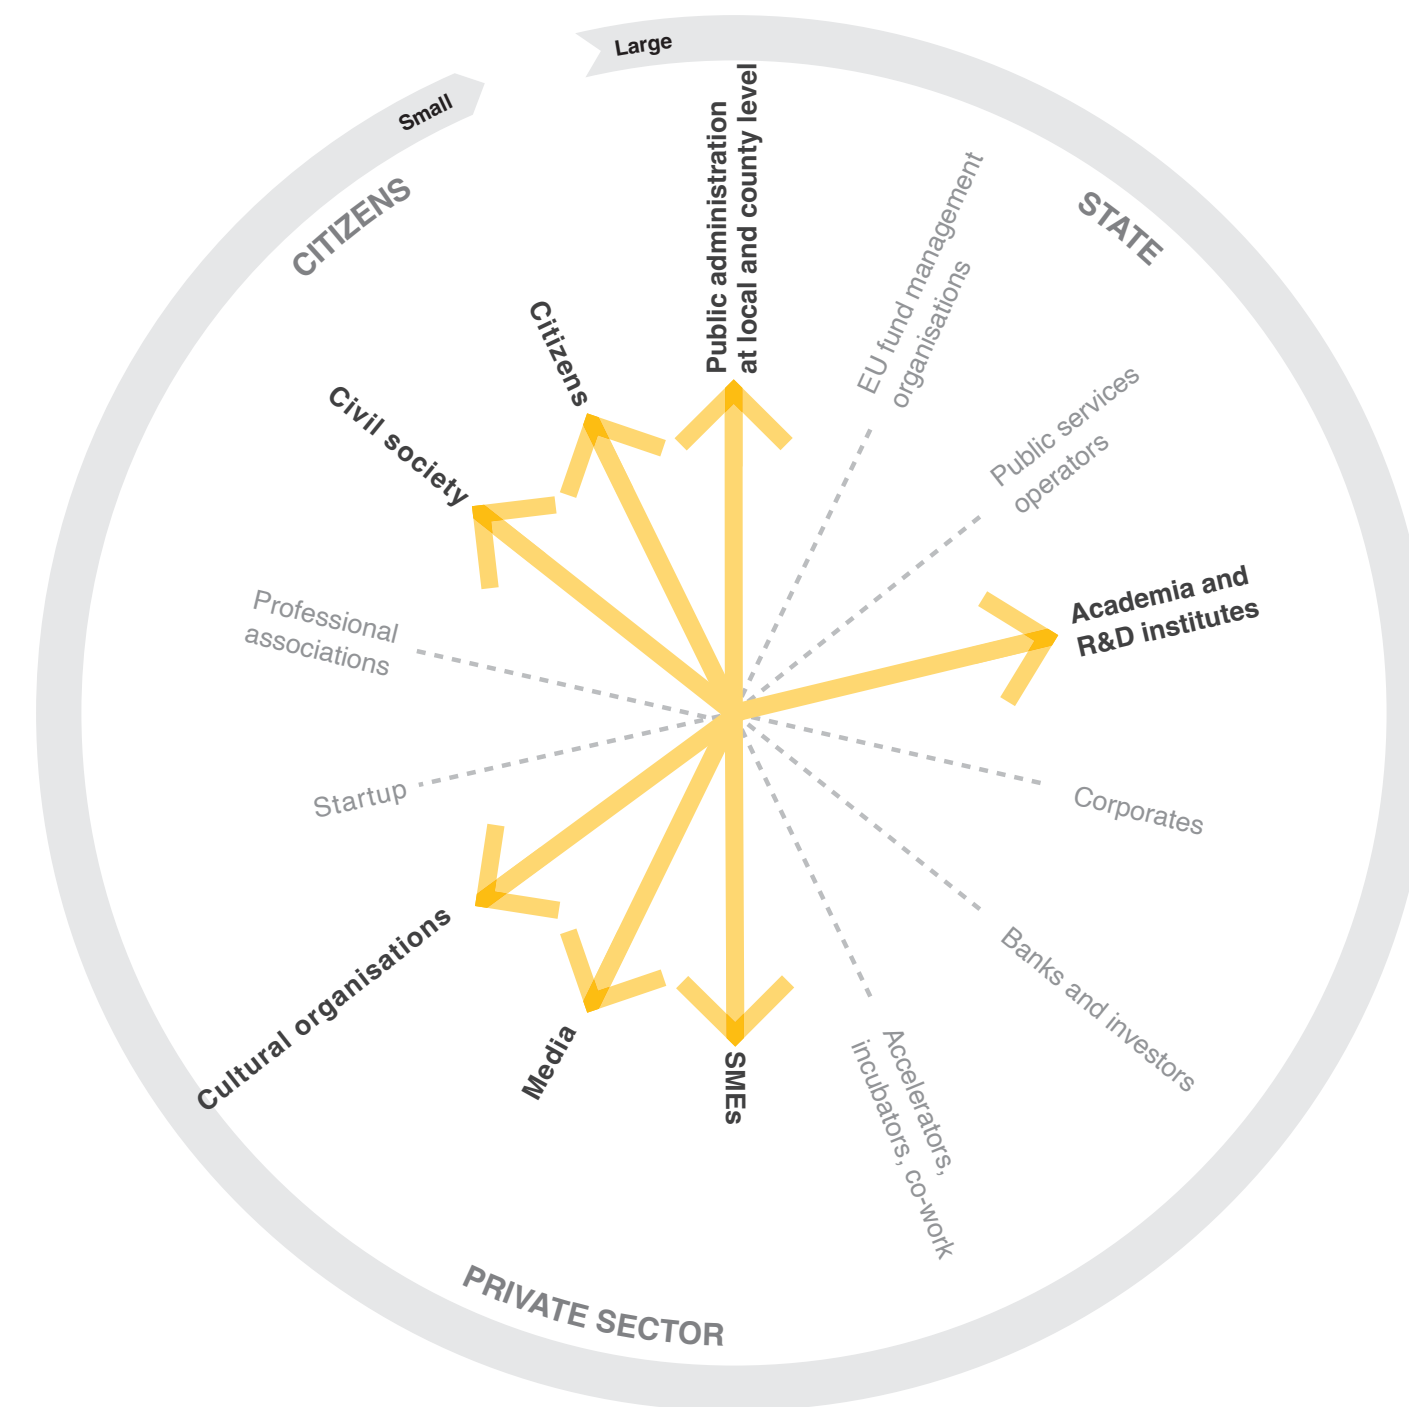 Large
Small
CITIZENS
STATE
Public administration
at local and county level
EU fund management
organisations
Public services
operators
Academia and
R&D institutes
Corporates
Banks and investors
Accelerators,
incubators, co-work
SMEs
Media
Cultural organisations
Startup
Professional
associations
Civil society
Citizens
PRIVATE SECTOR